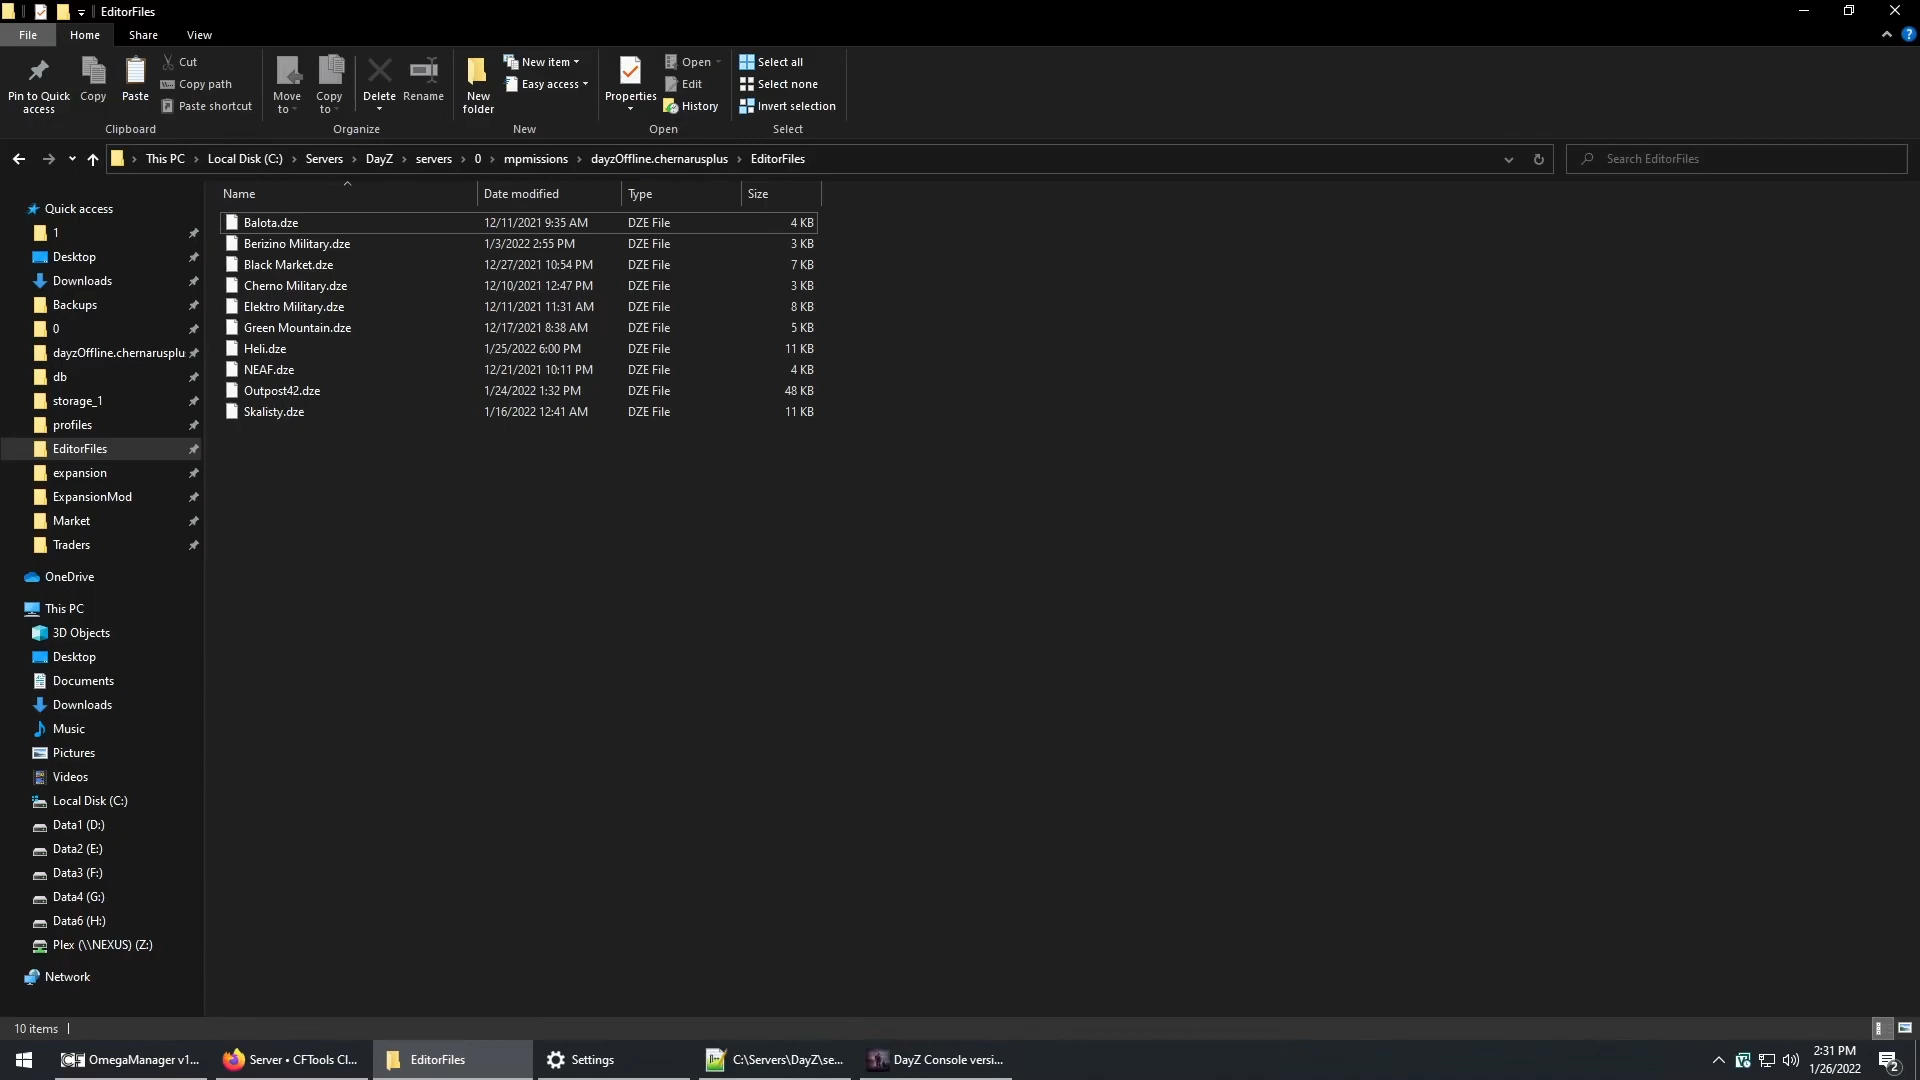 EditorFiles
File Home Share View
Pin to Quick access
Copy
Paste
Cut
Copy path
Paste shortcut
Clipboard
Move to
Copy to
Delete
Rename
Organize
New folder
New item
Easy access
New
Properties
Open
Edit
History
Open
Select all
Select none
Invert selection
Select
This PC › Local Disk (C:) › Servers › DayZ › servers › 0 › mpmissions › dayzOffline.chernarusplus › EditorFiles
Search EditorFiles
Name Date modified Type Size
Balota.dze 12/11/2021 9:35 AM DZE File 4 KB
Berizino Military.dze 1/3/2022 2:55 PM DZE File 3 KB
Black Market.dze 12/27/2021 10:54 PM DZE File 7 KB
Cherno Military.dze 12/10/2021 12:47 PM DZE File 3 KB
Elektro Military.dze 12/11/2021 11:31 AM DZE File 8 KB
Green Mountain.dze 12/17/2021 8:38 AM DZE File 5 KB
Heli.dze 1/25/2022 6:00 PM DZE File 11 KB
NEAF.dze 12/21/2021 10:11 PM DZE File 4 KB
Outpost42.dze 1/24/2022 1:32 PM DZE File 48 KB
Skalisty.dze 1/16/2022 12:41 AM DZE File 11 KB
Quick access
1
Desktop
Downloads
Backups
0
dayzOffline.chernarusplu
db
storage_1
profiles
EditorFiles
expansion
ExpansionMod
Market
Traders
OneDrive
This PC
3D Objects
Desktop
Documents
Downloads
Music
Pictures
Videos
Local Disk (C:)
Data1 (D:)
Data2 (E:)
Data3 (F:)
Data4 (G:)
Data6 (H:)
Plex (\\NEXUS) (Z:)
Network
10 items
OmegaManager v1...
Server • CFTools Cl...
EditorFiles
Settings
C:\Servers\DayZ\se...
DayZ Console versi...
2:31 PM
1/26/2022
2